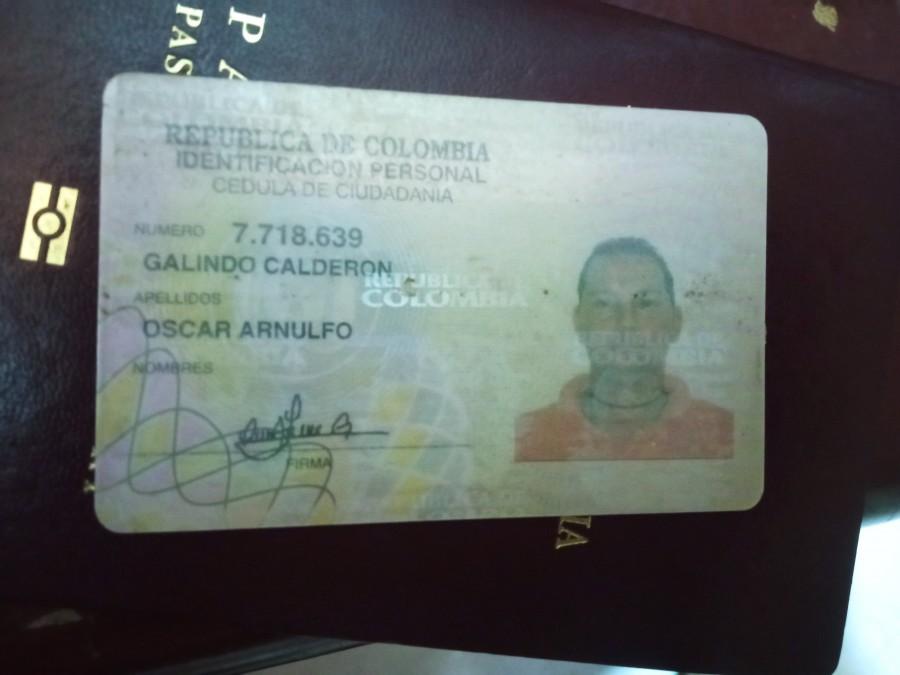 PA
PAS
REPUBLICA DE COLOMBIA
IDENTIFICACION PERSONAL
CEDULA DE CIUDADANIA
NUMERO 7.718.639
GALINDO CALDERON
APELLIDOS
REPUBLICA
COLOMBIA
OSCAR ARNULFO
NOMBRES
FIRMA
REPUBLICA DE
COLOMBIA
IA